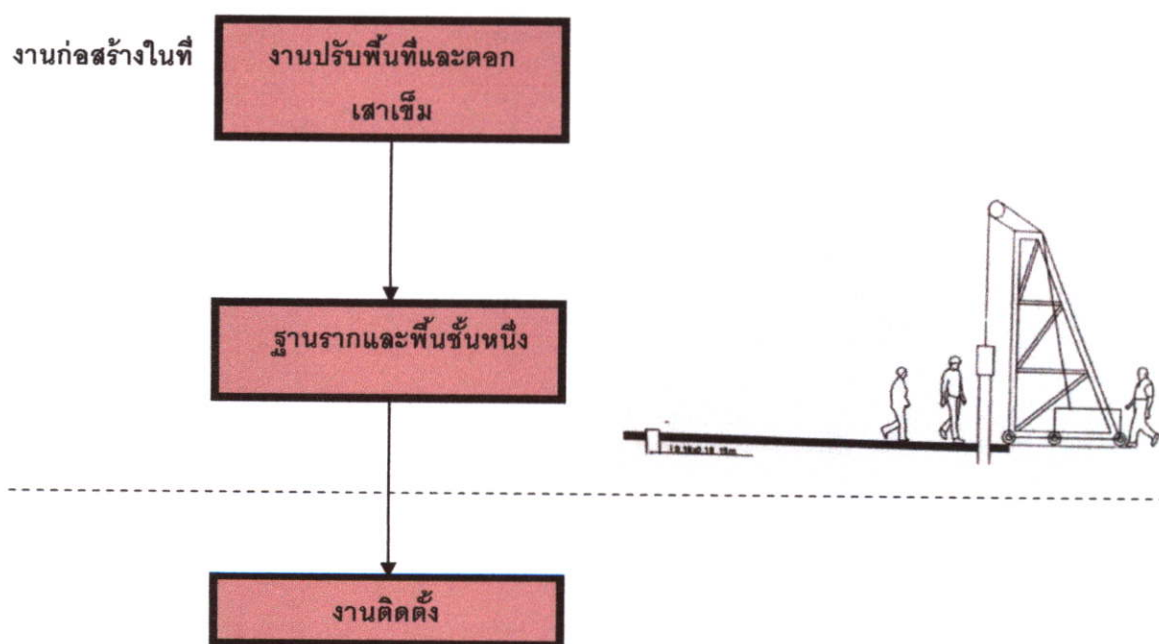 งานก่อสร้างในที่
งานปรับพื้นที่และตอก
เสาเข็ม
ฐานรากและพื้นชั้นหนึ่ง
งานติดตั้ง